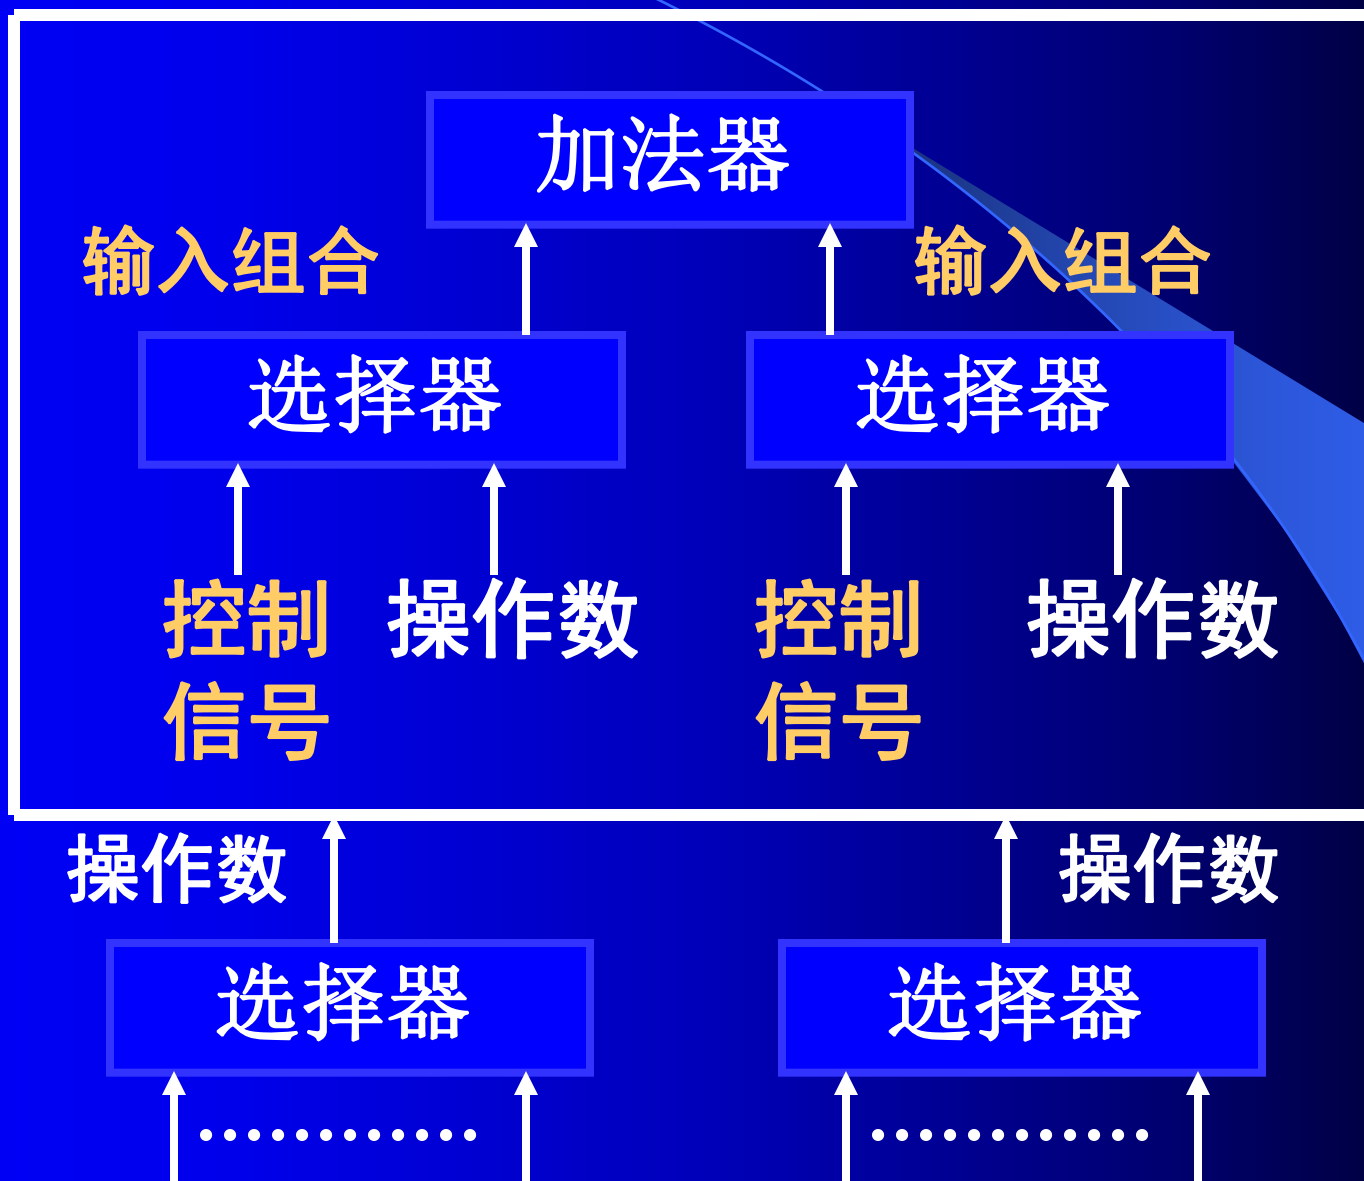 加法器
输入组合 输入组合
选择器 选择器
控制 操作数 控制 操作数
信号 信号
操作数 操作数
选择器 选择器